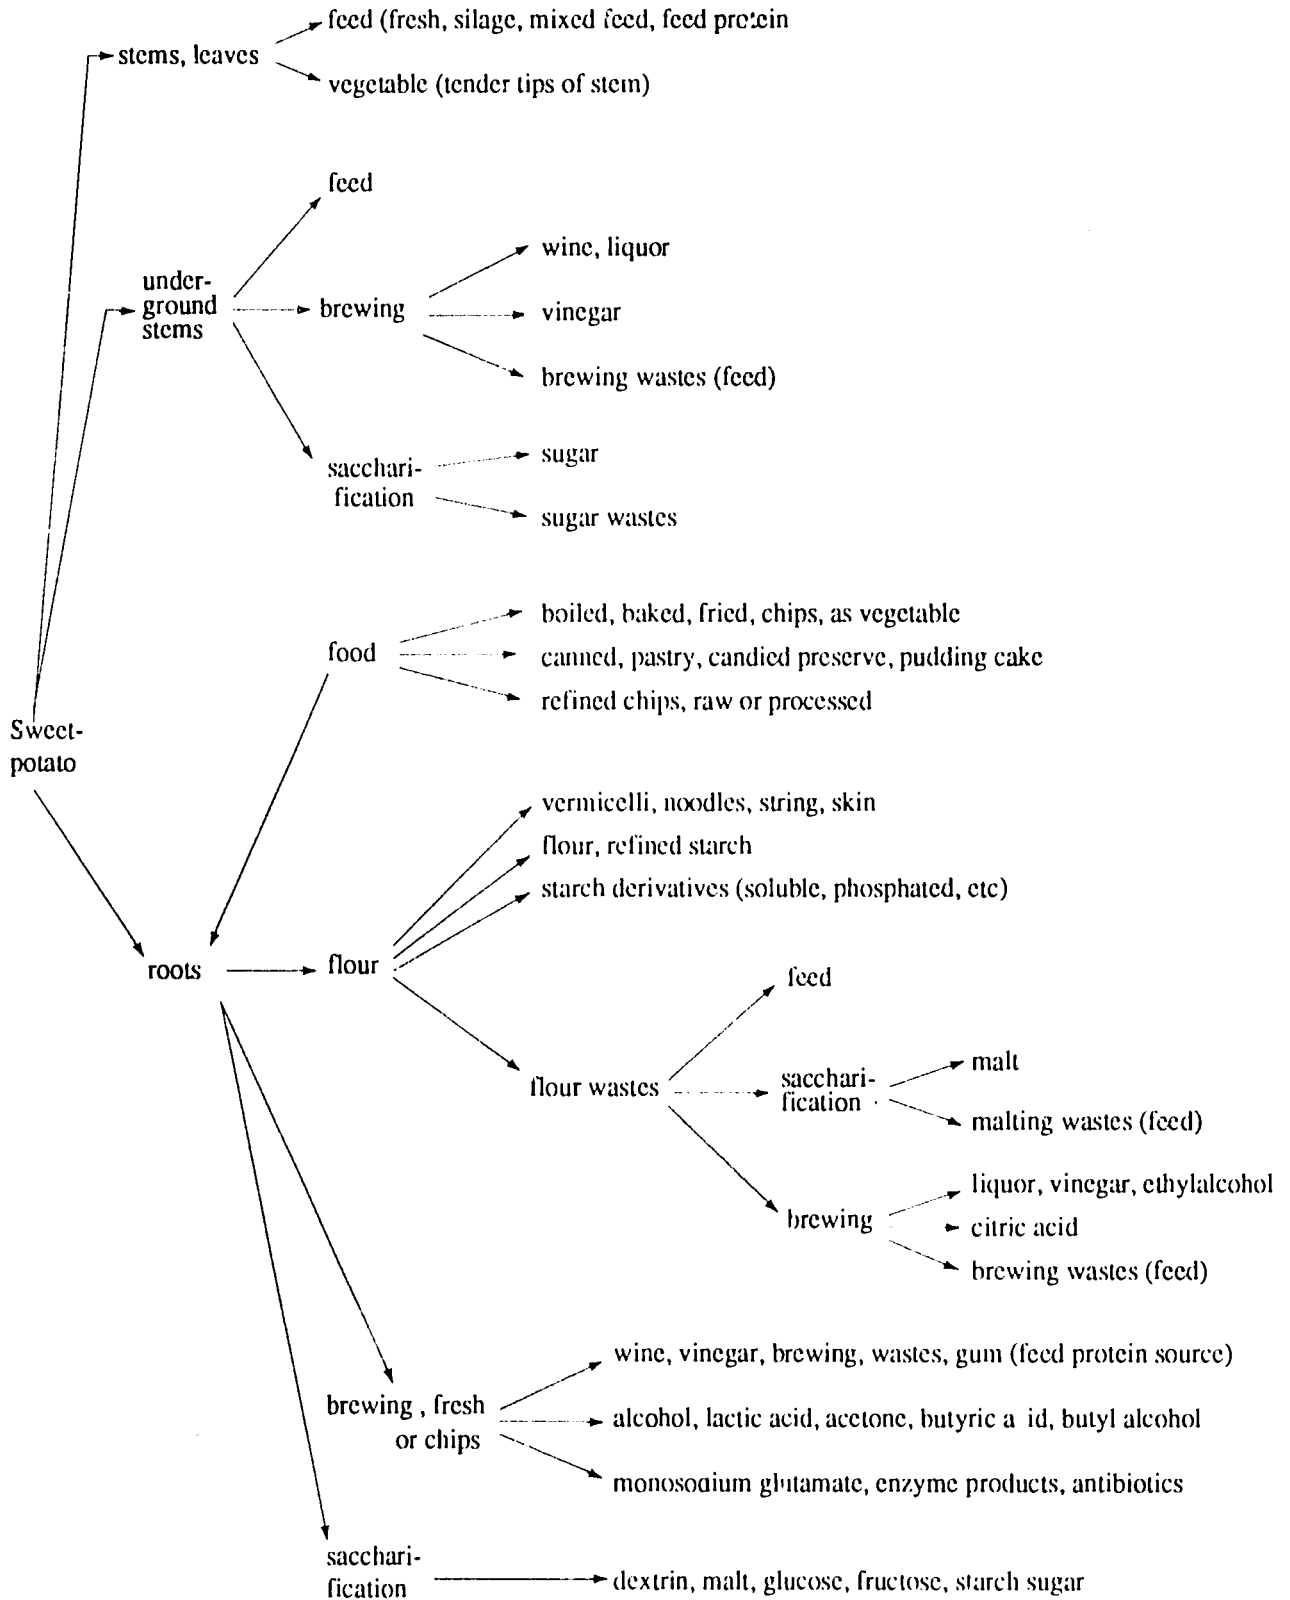 feed (fresh, silage, mixed feed, feed protein
stems, leaves
vegetable (tender tips of stem)
feed
wine, liquor
under-
ground
stems
brewing
vinegar
brewing wastes (feed)
sugar
sacchari-
fication
sugar wastes
boiled, baked, fried, chips, as vegetable
food
canned, pastry, candied preserve, pudding cake
refined chips, raw or processed
Sweet-
potato
vermicelli, noodles, string, skin
flour, refined starch
starch derivatives (soluble, phosphated, etc)
roots
flour
feed
flour wastes
sacchari-
fication
malt
malting wastes (feed)
liquor, vinegar, ethylalcohol
brewing
citric acid
brewing wastes (feed)
wine, vinegar, brewing, wastes, gum (feed protein source)
brewing , fresh
or chips
alcohol, lactic acid, acetone, butyric a id, butyl alcohol
monosodium glutamate, enzyme products, antibiotics
sacchari-
fication
dextrin, malt, glucose, fructose, starch sugar